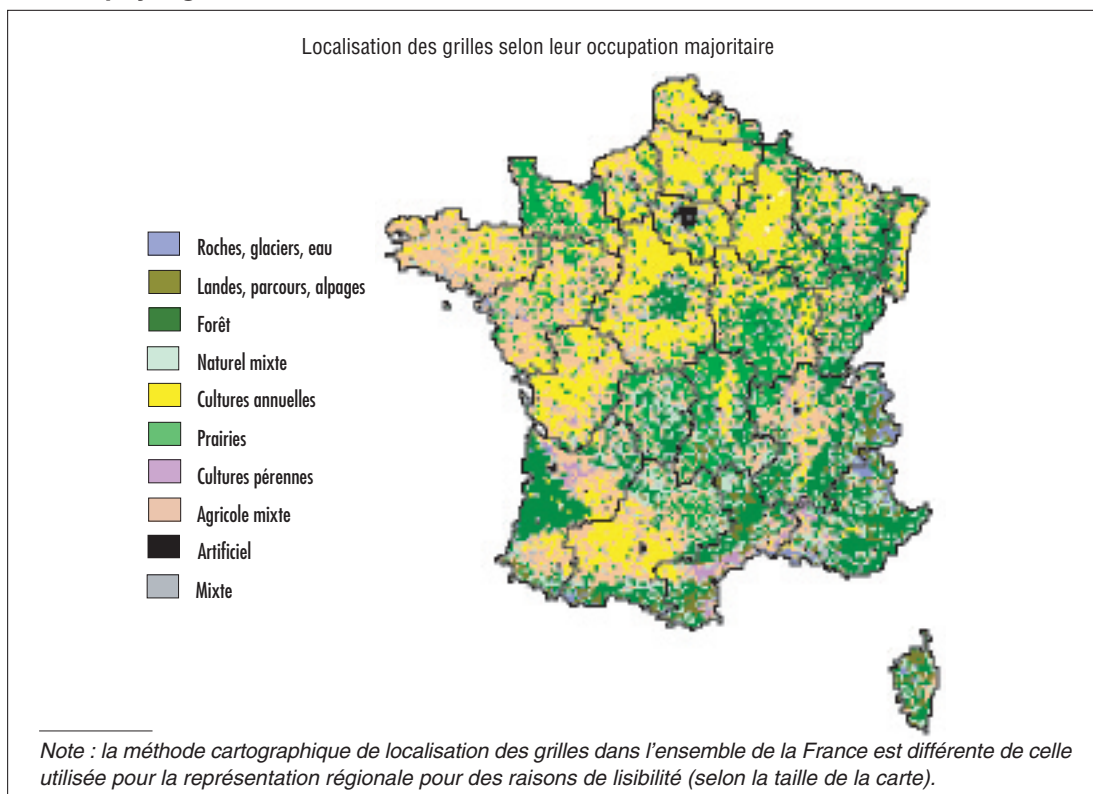 Localisation des grilles selon leur occupation majoritaire
Roches, glaciers, eau
Landes, parcours, alpages
Forêt
Naturel mixte
Cultures annuelles
Prairies
Cultures pérennes
Agricole mixte
Artificiel
Mixte
Note : la méthode cartographique de localisation des grilles dans l'ensemble de la France est différente de celle
utilisée pour la représentation régionale pour des raisons de lisibilité (selon la taille de la carte).